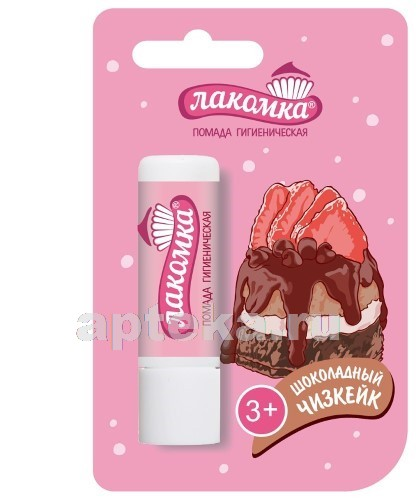 лакомка®
ПОМАДА ГИГИЕНИЧЕСКАЯ
лакомка®
ПОМАДА ГИГИЕНИЧЕСКАЯ
apteka.ru
3+
ШОКОЛАДНЫЙ
ЧИЗКЕЙК